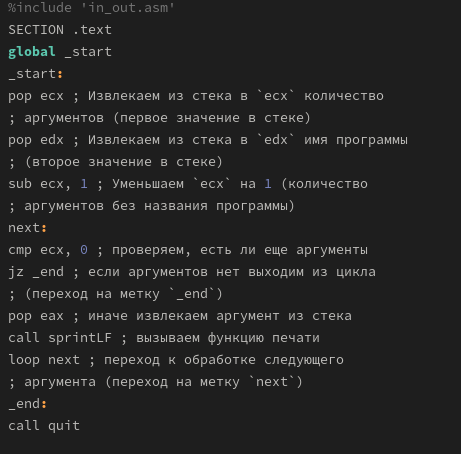 %include 'in_out.asm'
SECTION .text
global _start
_start:
pop ecx ; Извлекаем из стека в `ecx` количество
; аргументов (первое значение в стеке)
pop edx ; Извлекаем из стека в `edx` имя программы
; (второе значение в стеке)
sub ecx, 1 ; Уменьшаем `ecx` на 1 (количество
; аргументов без названия программы)
next:
cmp ecx, 0 ; проверяем, есть ли еще аргументы
jz _end ; если аргументов нет выходим из цикла
; (переход на метку `_end`)
pop eax ; иначе извлекаем аргумент из стека
call sprintLF ; вызываем функцию печати
loop next ; переход к обработке следующего
; аргумента (переход на метку `next`)
_end:
call quit